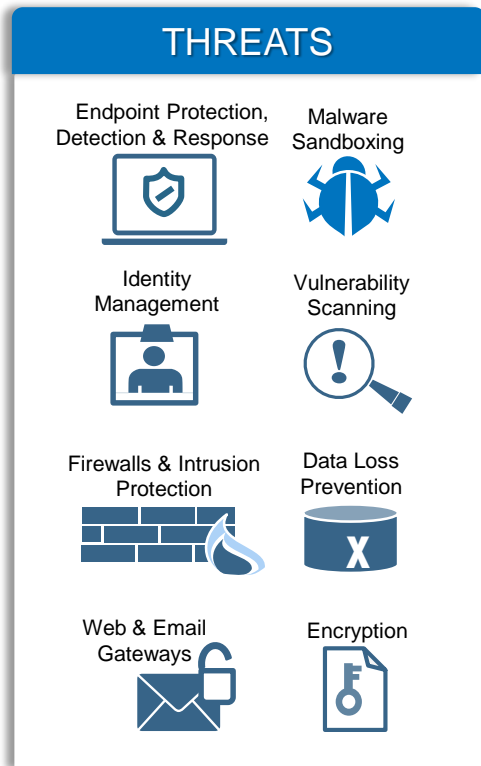 THREATS
Endpoint Protection,
Detection & Response
Malware
Sandboxing
Identity
Management
Vulnerability
Scanning
Firewalls & Intrusion
Protection
Data Loss
Prevention
X
Web & Email
Gateways
Encryption